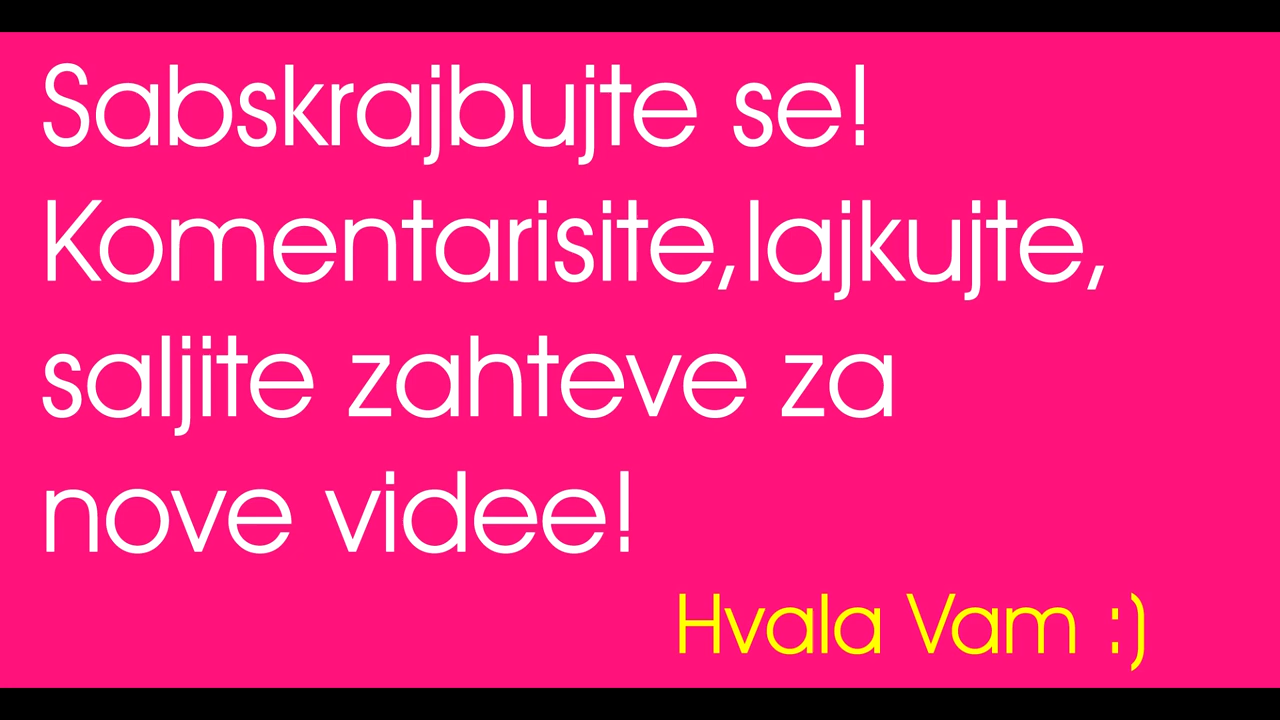 Sabskrajbujte se!
Komentarisite,lajkujte,
saljite zahteve za
nove videe!
Hvala Vam :)